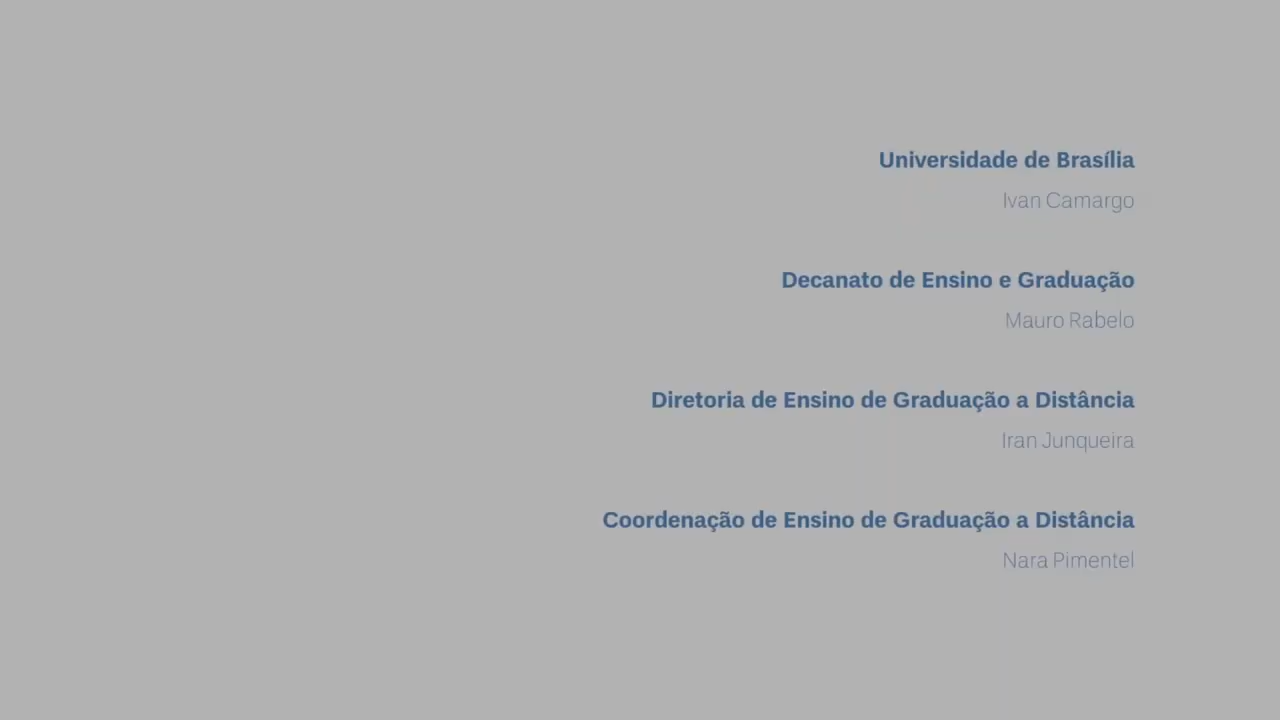 Universidade de Brasília
Ivan Camargo
Decanato de Ensino e Graduação
Mauro Rabelo
Diretoria de Ensino de Graduação a Distância
Iran Junqueira
Coordenação de Ensino de Graduação a Distância
Nara Pimentel